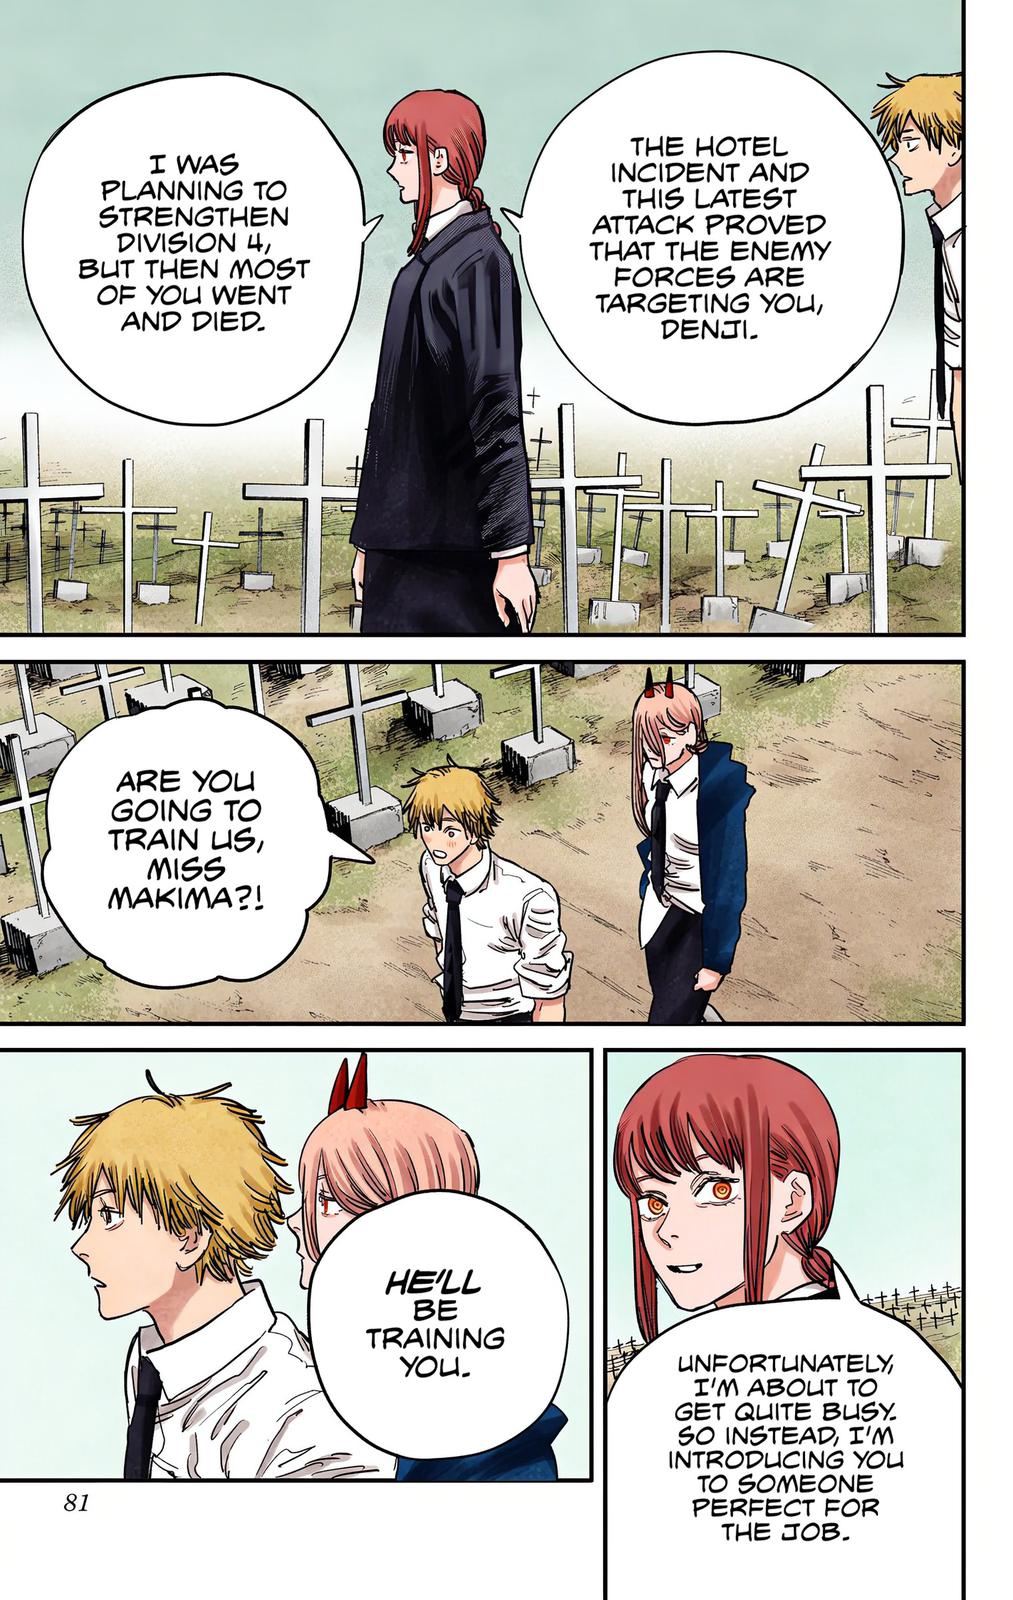 THE HOTEL
INCIDENT AND
THIS LATEST
ATTACK PROVED
THAT THE ENEMY
FORCES ARE
TARGETING YOU,
DENJI.
I WAS
PLANNING TO
STRENGTHEN
DIVISION 4,
BUT THEN MOST
OF YOU WENT
AND DIED.
ARE YOU
GOING TO
TRAIN US,
MISS
MAKIMA?!
UNFORTUNATELY,
I'M ABOUT TO
GET QUITE BUSY.
SO INSTEAD, I'M
INTRODUCING YOU
TO SOMEONE
PERFECT FOR
THE JOB.
HE'LL
BE
TRAINING
YOU.
81